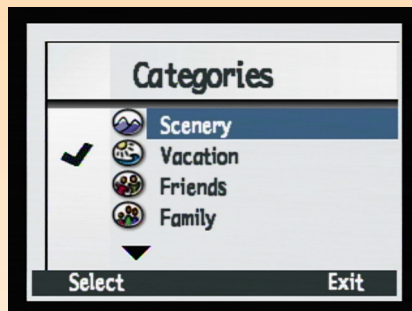 Categories
Scenery
Vacation
Friends
Family
Select Exit